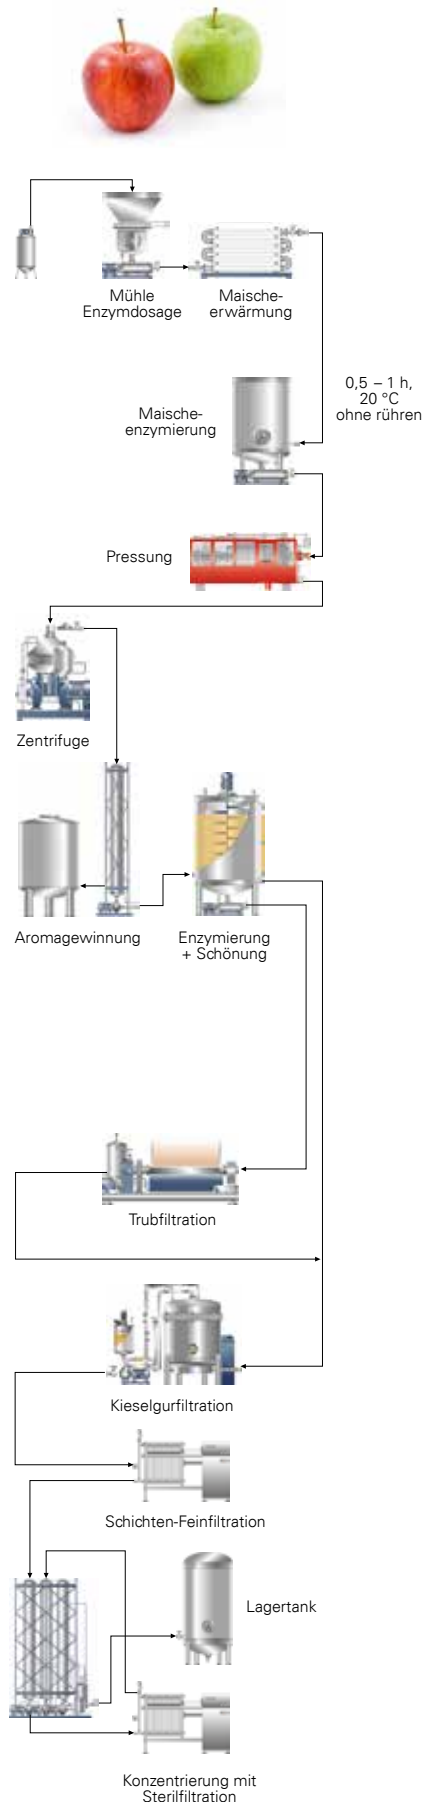 Mühle
Enzymdosage
Maische-
erwärmung
0,5 – 1 h,
20 °C
ohne rühren
Maische-
enzymierung
Pressung
Zentrifuge
Aromagewinnung
Enzymierung
+ Schönung
Trubfiltration
Kieselgurfiltration
Schichten-Feinfiltration
Lagertank
Konzentrierung mit
Sterilfiltration